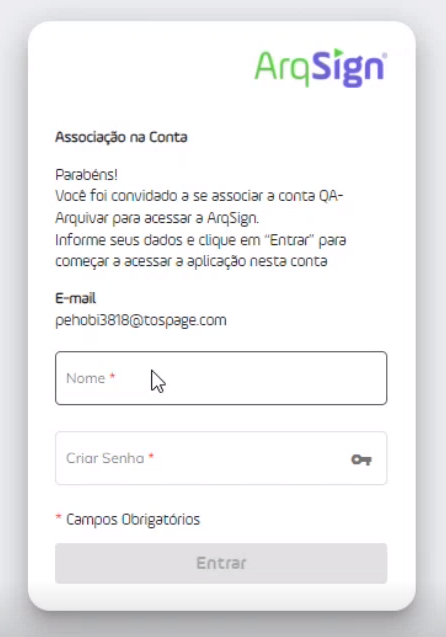 ArqSign
Associação na Conta
Parabéns!
Você foi convidado a se associar a conta QA-
Arquivar para acessar a ArqSign.
Informe seus dados e clique em “Entrar” para
começar a acessar a aplicação nesta conta
E-mail
pehobi3818@tospage.com
Nome *
Criar Senha *
* Campos Obrigatórios
Entrar